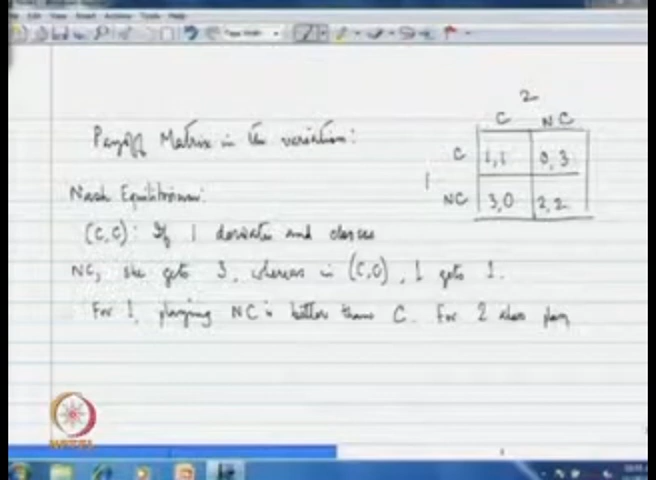 2
C NC
Payoff Matrix in the variation:
C 1,1 0,3
1
NC 3,0 2,2
Nash Equilibrium:
(C,C): If 1 deviates and chooses
NC, she gets 3, whereas in (C,C), 1 gets 1.
For 1, playing NC is better than C. For 2 also play
NPTEL